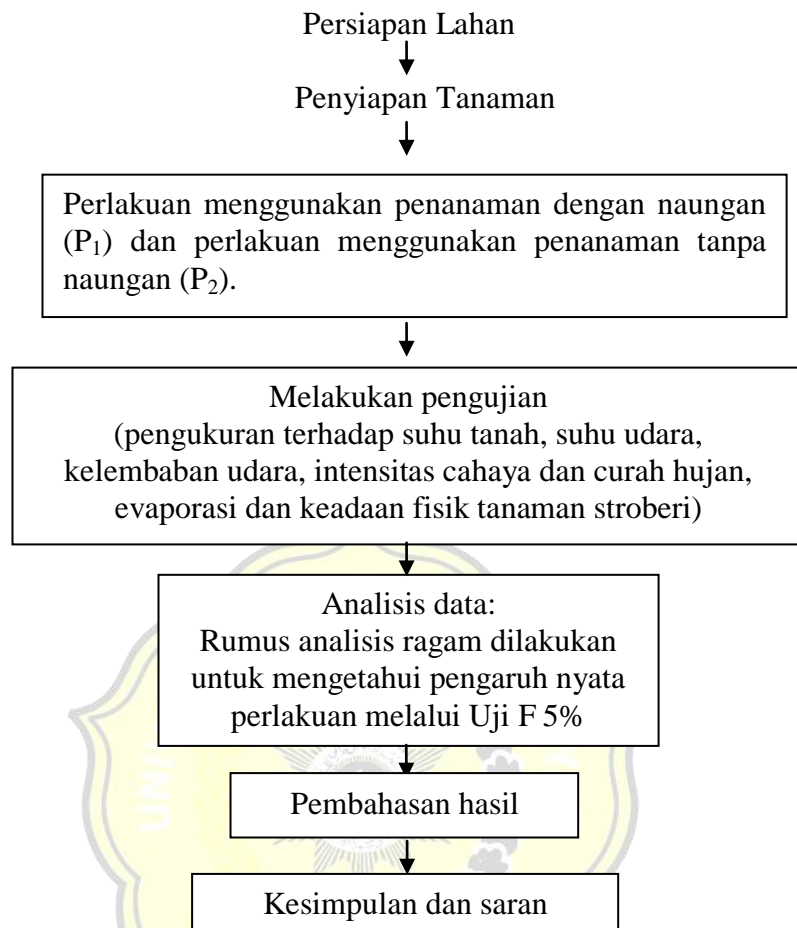 Persiapan Lahan
Penyiapan Tanaman
Perlakuan menggunakan penanaman dengan naungan
(P₁) dan perlakuan menggunakan penanaman tanpa
naungan (P₂).
Melakukan pengujian
(pengukuran terhadap suhu tanah, suhu udara,
kelembaban udara, intensitas cahaya dan curah hujan,
evaporasi dan keadaan fisik tanaman stroberi)
Analisis data:
Rumus analisis ragam dilakukan
untuk mengetahui pengaruh nyata
perlakuan melalui Uji F 5%
Pembahasan hasil
Kesimpulan dan saran